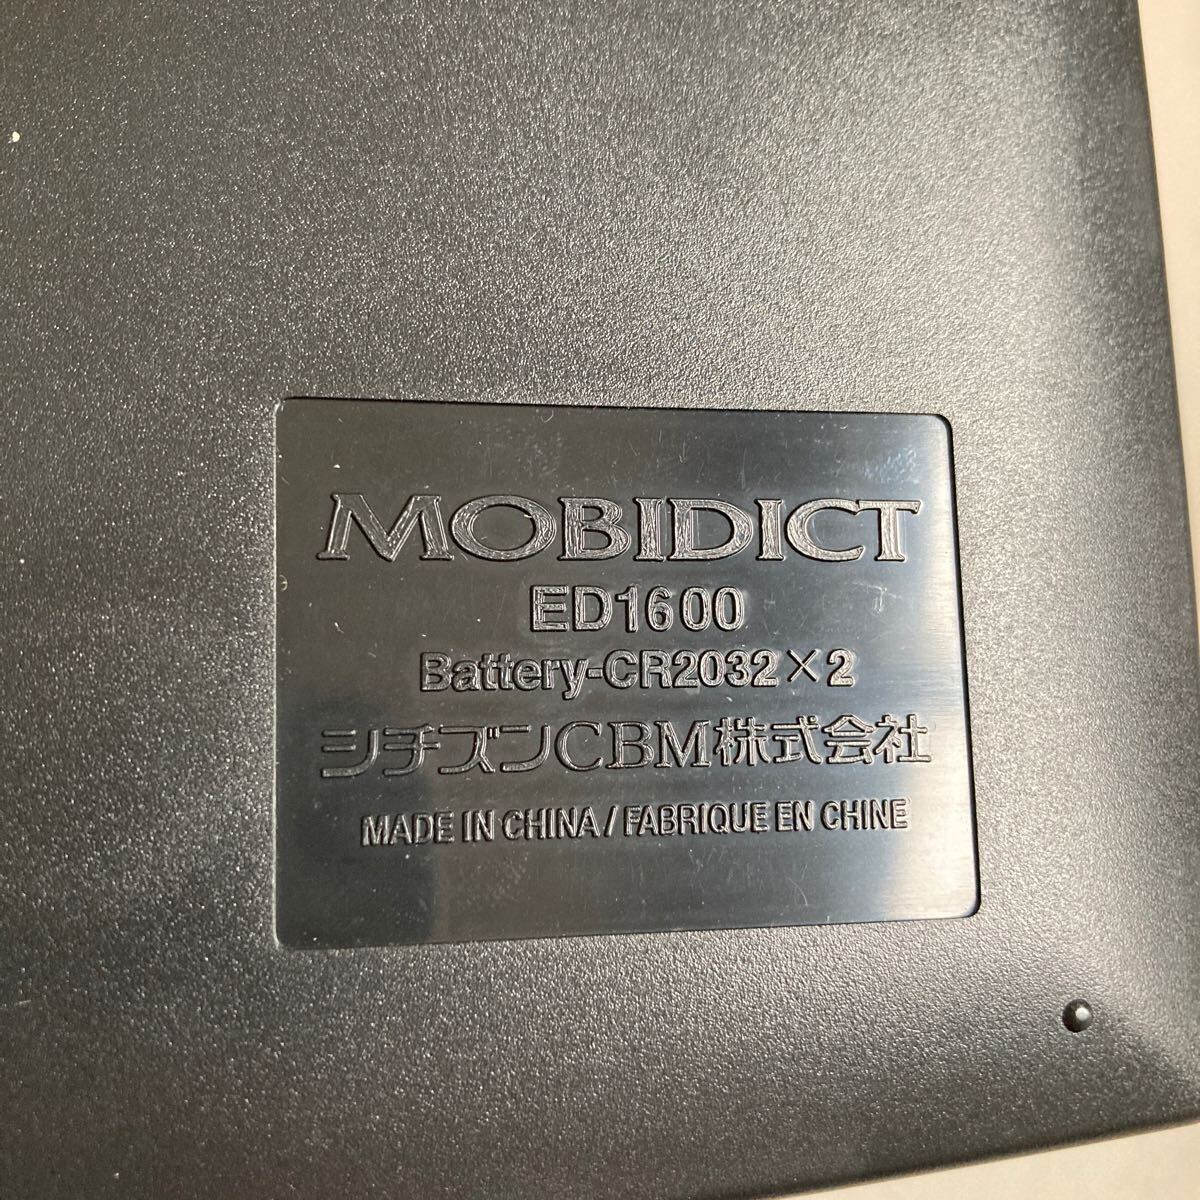 MOBIDICT
ED1600
Battery-CR2032×2
シチズンCBM株式会社
MADE IN CHINA / FABRIQUE EN CHINE